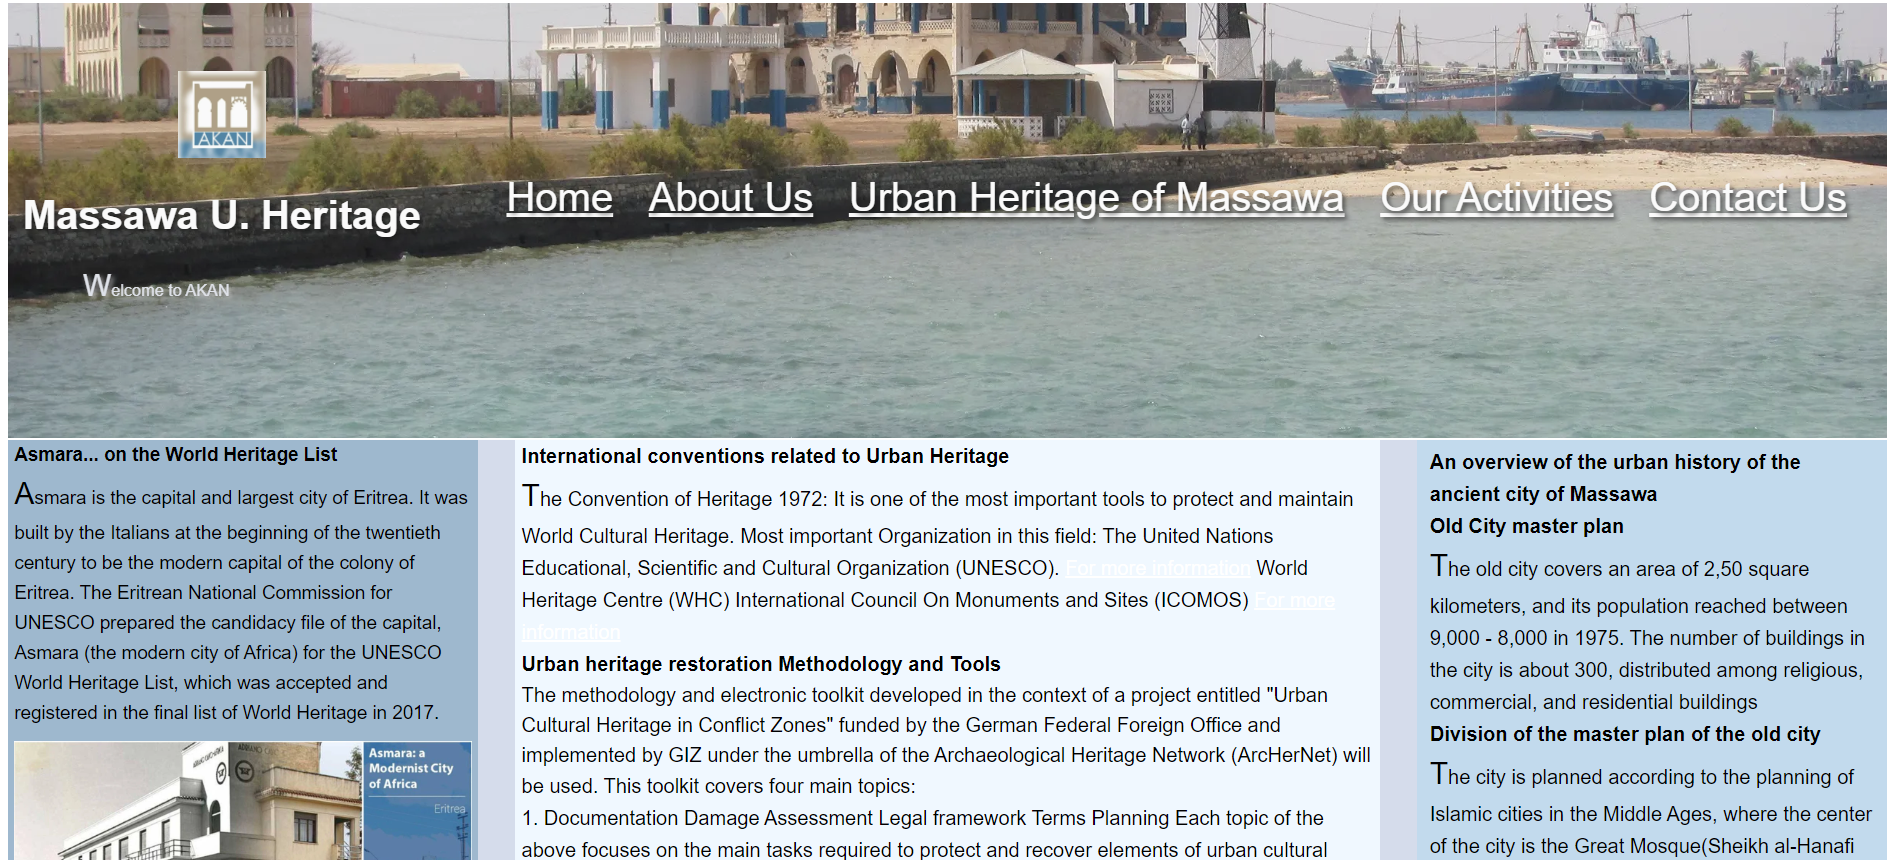 AKAN
Massawa U. Heritage
Home About Us Urban Heritage of Massawa Our Activities Contact Us
Welcome to AKAN
Asmara... on the World Heritage List
Asmara is the capital and largest city of Eritrea. It was
built by the Italians at the beginning of the twentieth
century to be the modern capital of the colony of
Eritrea. The Eritrean National Commission for
UNESCO prepared the candidacy file of the capital,
Asmara (the modern city of Africa) for the UNESCO
World Heritage List, which was accepted and
registered in the final list of World Heritage in 2017.
Asmara: a
Modernist City
of Africa
Eritrea
International conventions related to Urban Heritage
The Convention of Heritage 1972: It is one of the most important tools to protect and maintain
World Cultural Heritage. Most important Organization in this field: The United Nations
Educational, Scientific and Cultural Organization (UNESCO). For more information World
Heritage Centre (WHC) International Council On Monuments and Sites (ICOMOS) For more
information
Urban heritage restoration Methodology and Tools
The methodology and electronic toolkit developed in the context of a project entitled "Urban
Cultural Heritage in Conflict Zones" funded by the German Federal Foreign Office and
implemented by GIZ under the umbrella of the Archaeological Heritage Network (ArcHerNet) will
be used. This toolkit covers four main topics:
1. Documentation Damage Assessment Legal framework Terms Planning Each topic of the
above focuses on the main tasks required to protect and recover elements of urban cultural
An overview of the urban history of the
ancient city of Massawa
Old City master plan
The old city covers an area of 2,50 square
kilometers, and its population reached between
9,000 - 8,000 in 1975. The number of buildings in
the city is about 300, distributed among religious,
commercial, and residential buildings
Division of the master plan of the old city
The city is planned according to the planning of
Islamic cities in the Middle Ages, where the center
of the city is the Great Mosque(Sheikh al-Hanafi